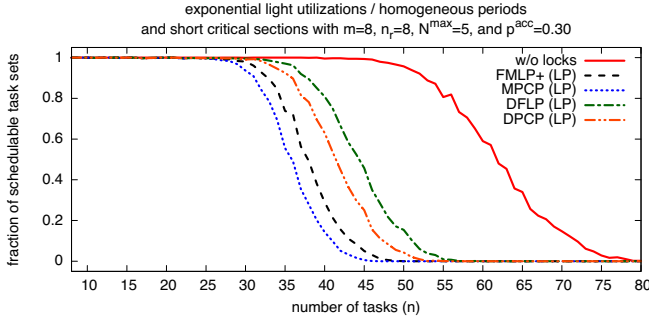 exponential light utilizations / homogeneous periods
and short critical sections with m=8, n_r=8, N^max=5, and p^acc=0.30
fraction of schedulable task sets
1
0.8
0.6
0.4
0.2
0
w/o locks
FMLP+ (LP)
MPCP (LP)
DFLP (LP)
DPCP (LP)
10 15 20 25 30 35 40 45 50 55 60 65 70 75 80
number of tasks (n)